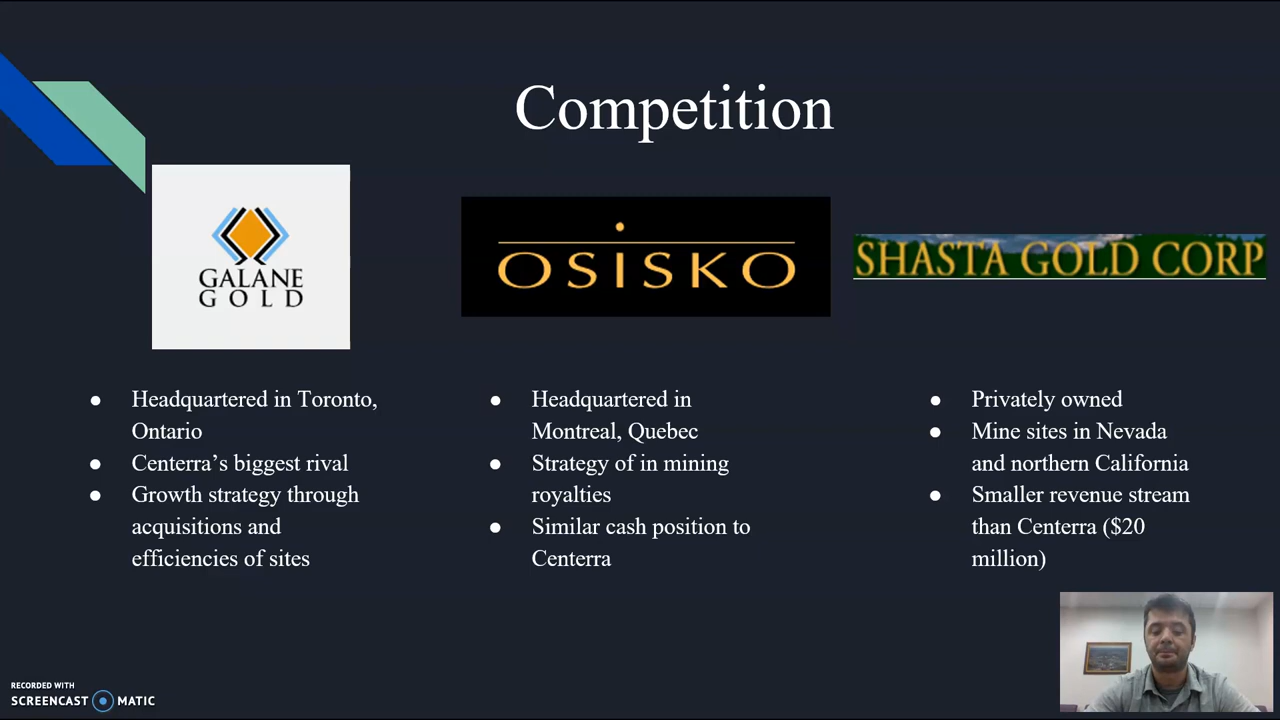 Competition
GALANE
GOLD
OSISKO
SHASTA GOLD CORP
● Headquartered in Toronto,
Ontario
● Centerra’s biggest rival
● Growth strategy through
acquisitions and
efficiencies of sites
● Headquartered in
Montreal, Quebec
● Strategy of in mining
royalties
● Similar cash position to
Centerra
● Privately owned
● Mine sites in Nevada
and northern California
● Smaller revenue stream
than Centerra ($20
million)
RECORDED WITH
SCREENCAST MATIC